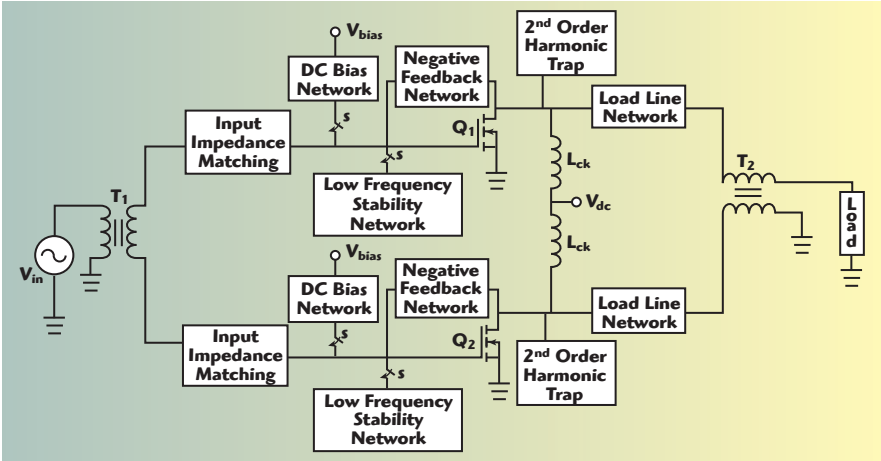 V_bias
2nd Order
Harmonic
Trap
DC Bias
Network
Negative
Feedback
Network
Load Line
Network
s
Q1
Input
Impedance
Matching
s
Low Frequency
Stability
Network
Lck
T1
T2
Vdc
Load
Lck
Vin
Vbias
DC Bias
Network
Negative
Feedback
Network
Load Line
Network
s
Q2
Input
Impedance
Matching
s
2nd Order
Harmonic
Trap
Low Frequency
Stability
Network